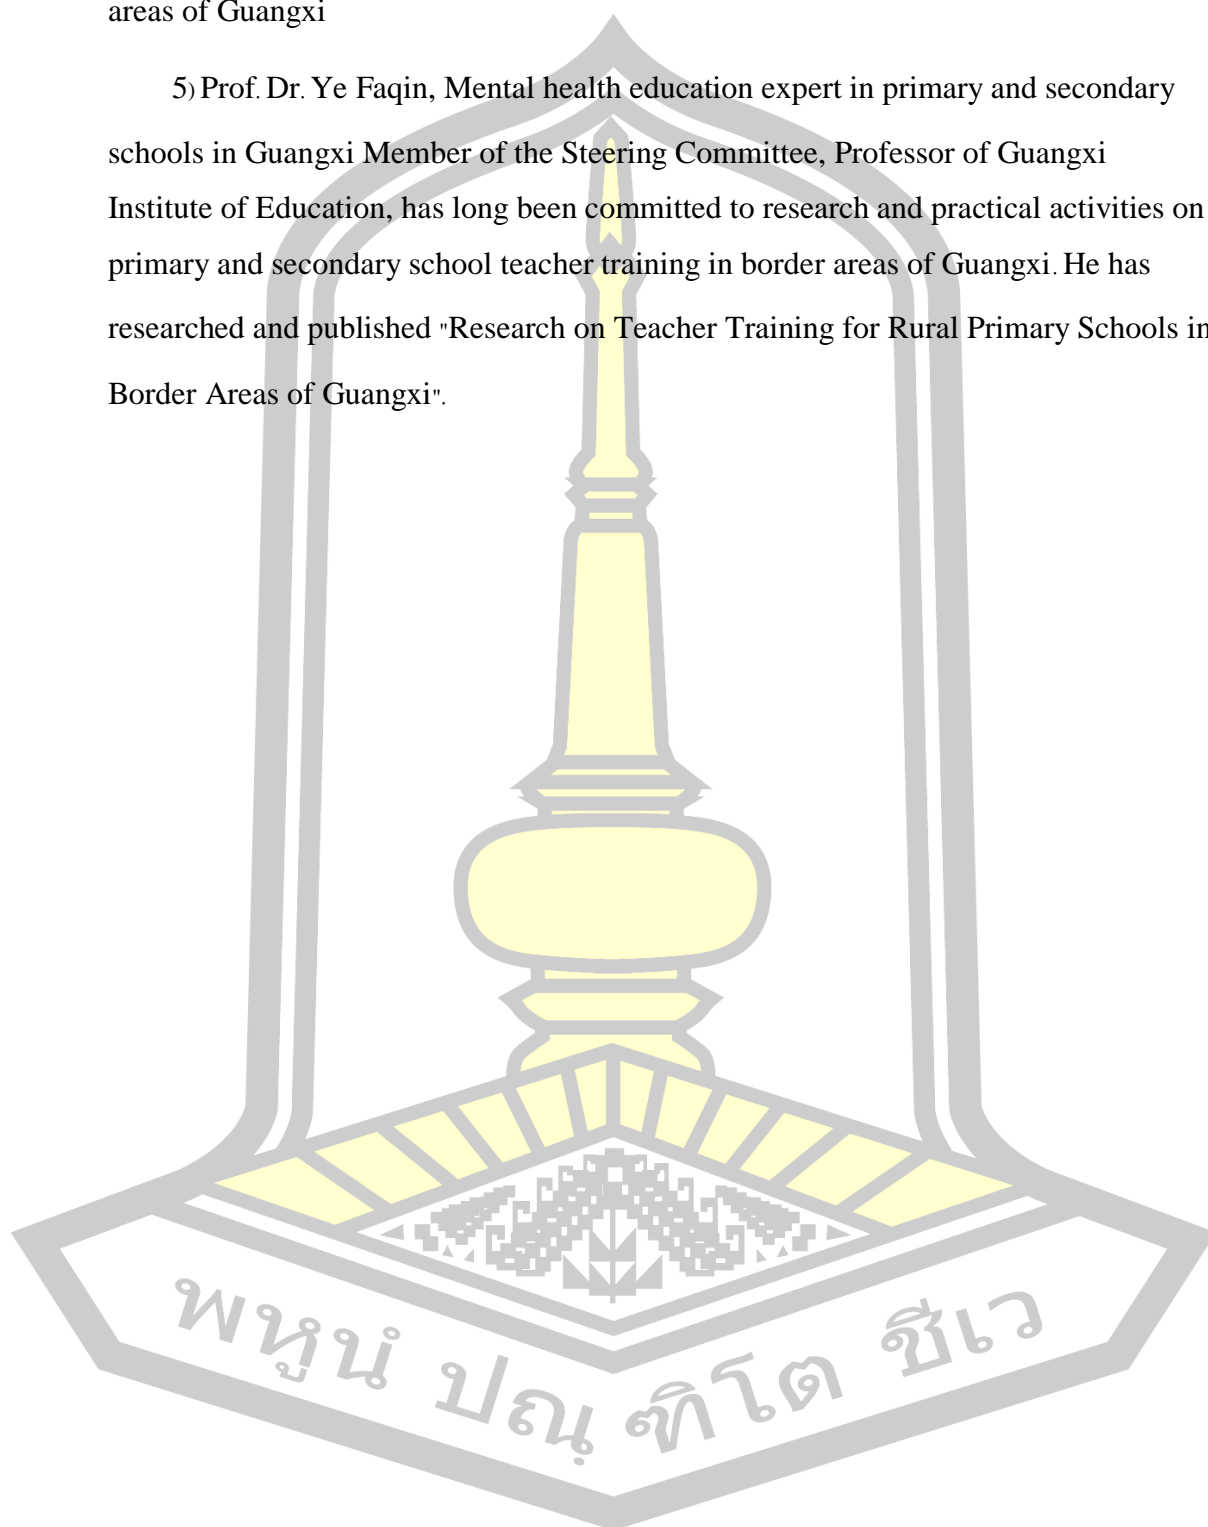 areas of Guangxi
5) Prof. Dr. Ye Faqin, Mental health education expert in primary and secondary
schools in Guangxi Member of the Steering Committee, Professor of Guangxi
Institute of Education, has long been committed to research and practical activities on
primary and secondary school teacher training in border areas of Guangxi. He has
researched and published "Research on Teacher Training for Rural Primary Schools in
Border Areas of Guangxi".
พหูนํ ปณฺ ฑิโต ชีเว